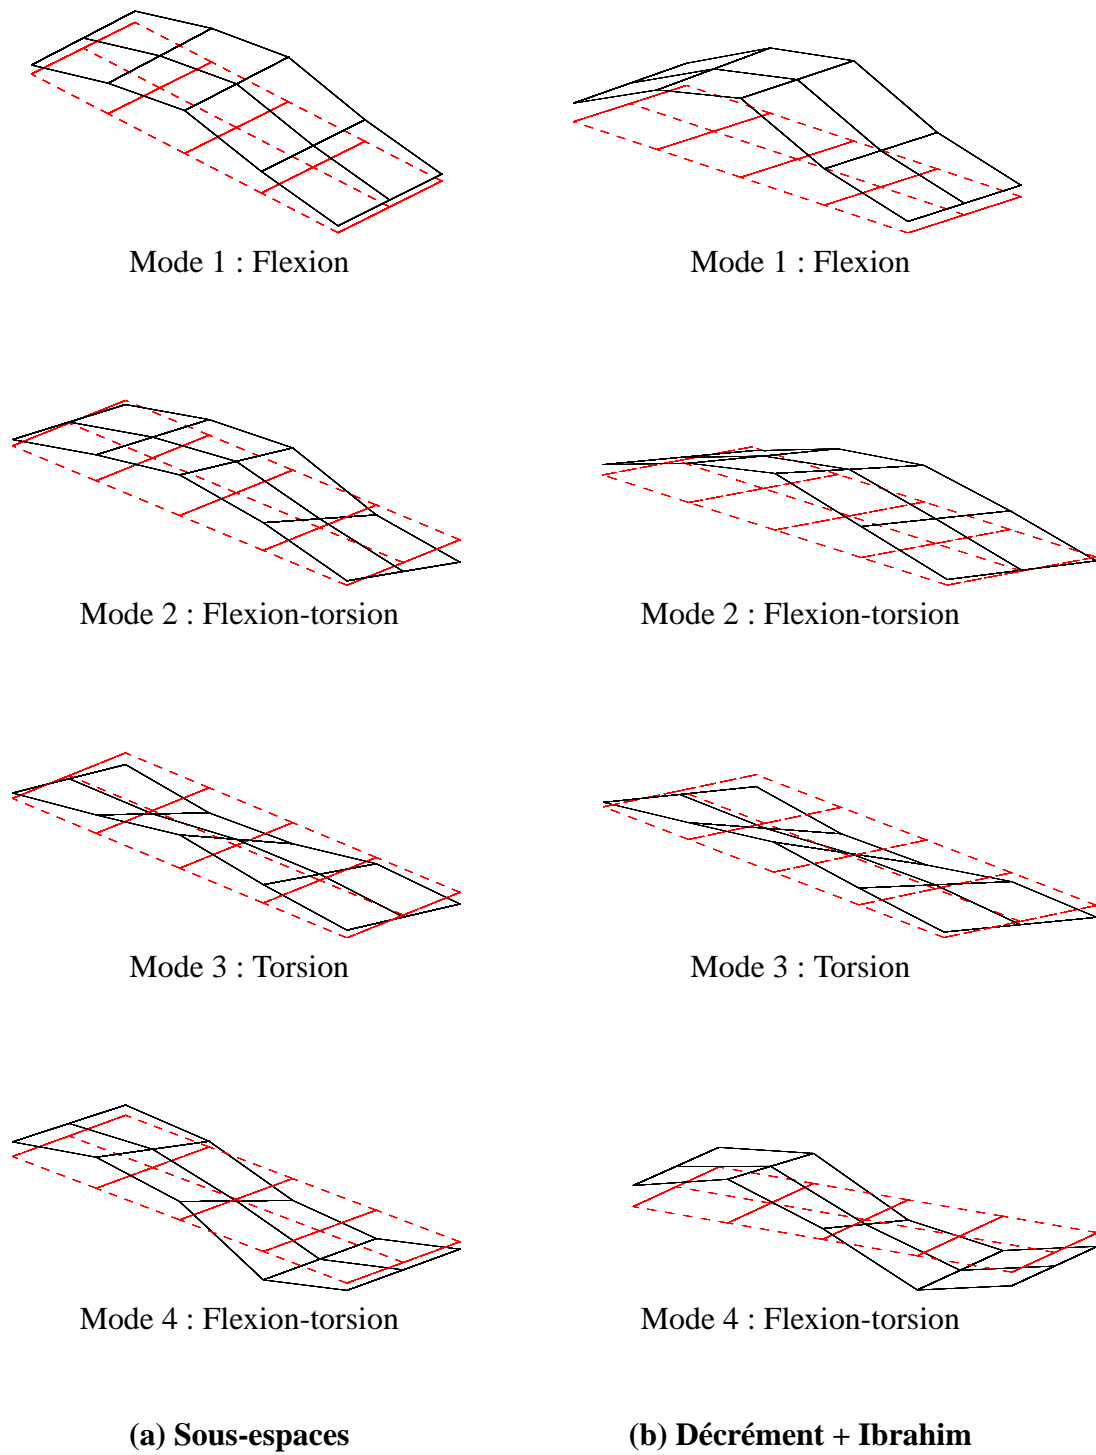 Mode 1 : Flexion
Mode 1 : Flexion
Mode 2 : Flexion-torsion
Mode 2 : Flexion-torsion
Mode 3 : Torsion
Mode 3 : Torsion
Mode 4 : Flexion-torsion
Mode 4 : Flexion-torsion
(a) Sous-espaces
(b) Décrément + Ibrahim